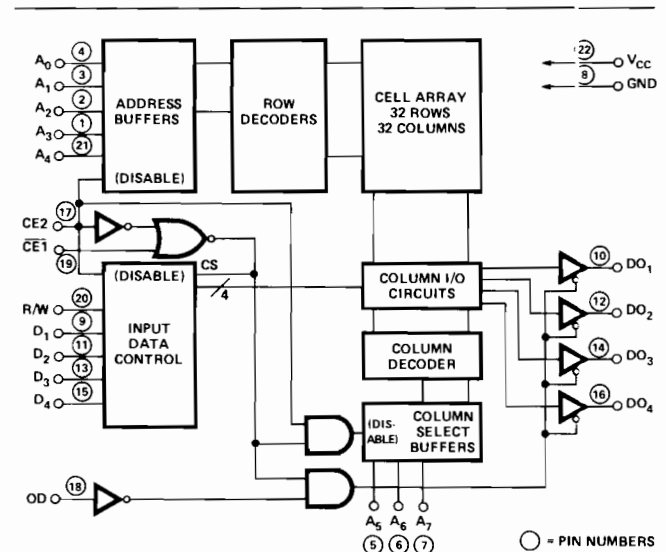 A0 4
A1 3
A2 2
A3 1
A4 21
ADDRESS
BUFFERS
(DISABLE)
ROW
DECODERS
CELL ARRAY
32 ROWS
32 COLUMNS
22 VCC
8 GND
CE2 17
C̅E̅1̅ 19
(DISABLE)
CS
4
INPUT
DATA
CONTROL
R/W 20
D1 9
D2 11
D3 13
D4 15
COLUMN I/O
CIRCUITS
COLUMN
DECODER
(DIS-
ABLE)
COLUMN
SELECT
BUFFERS
10 DO1
12 DO2
14 DO3
16 DO4
OD 18
A5 A6 A7
5 6 7
= PIN NUMBERS